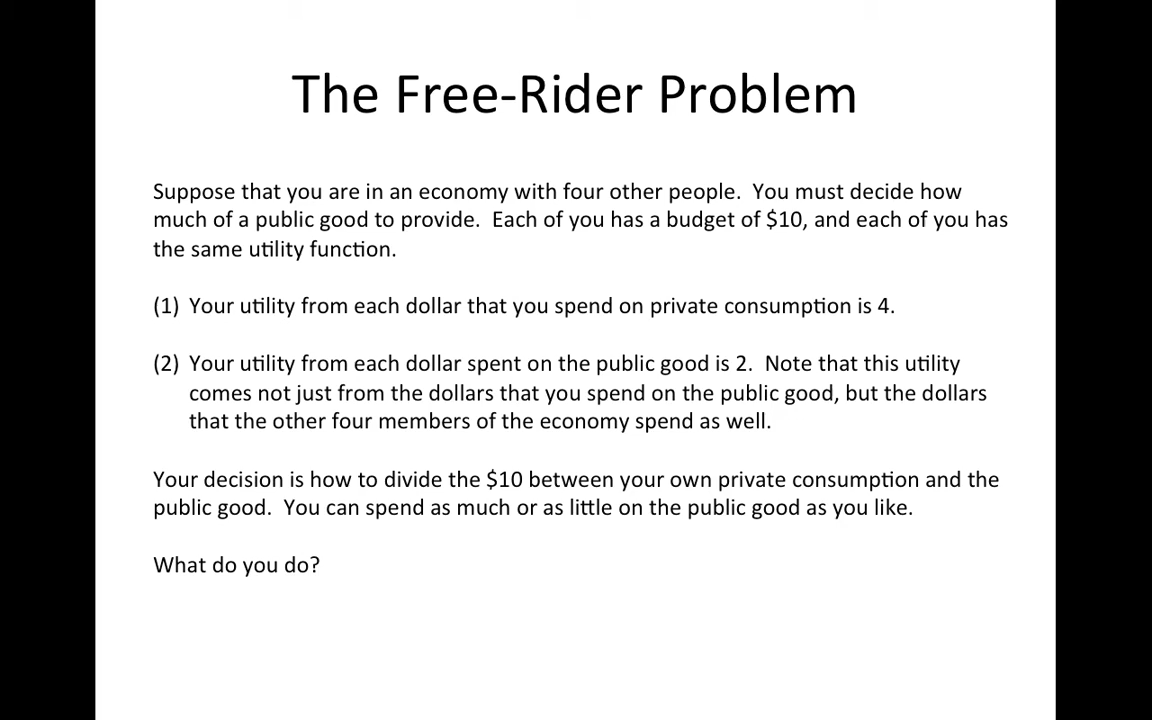 The Free-Rider Problem
Suppose that you are in an economy with four other people.  You must decide how
much of a public good to provide.  Each of you has a budget of $10, and each of you has
the same utility function.
(1) Your utility from each dollar that you spend on private consumption is 4.
(2) Your utility from each dollar spent on the public good is 2.  Note that this utility
comes not just from the dollars that you spend on the public good, but the dollars
that the other four members of the economy spend as well.
Your decision is how to divide the $10 between your own private consumption and the
public good.  You can spend as much or as little on the public good as you like.
What do you do?